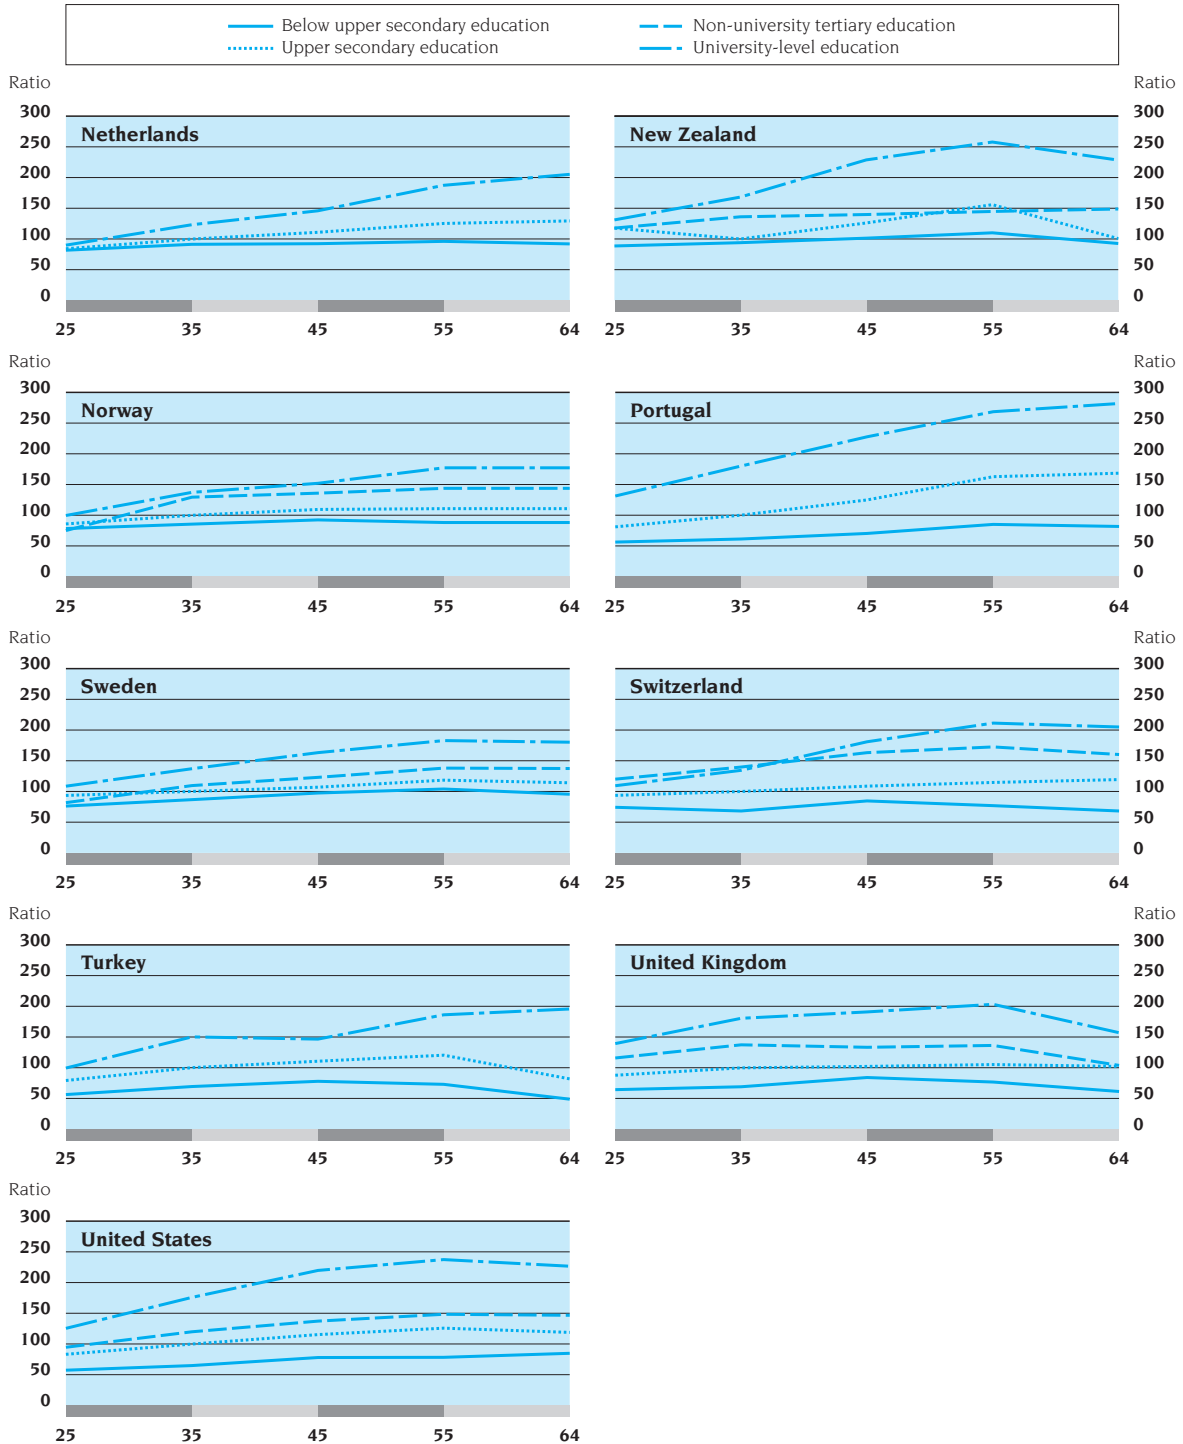 Below upper secondary education Non-university tertiary education
Upper secondary education University-level education
Ratio Ratio
300 Netherlands New Zealand 300
250 250
200 200
150 150
100 100
50 50
0 0
25 35 45 55 64 25 35 45 55 64
Ratio Ratio
300 Norway Portugal 300
250 250
200 200
150 150
100 100
50 50
0 0
25 35 45 55 64 25 35 45 55 64
Ratio Ratio
300 Sweden Switzerland 300
250 250
200 200
150 150
100 100
50 50
0 0
25 35 45 55 64 25 35 45 55 64
Ratio Ratio
300 Turkey United Kingdom 300
250 250
200 200
150 150
100 100
50 50
0 0
25 35 45 55 64 25 35 45 55 64
Ratio
300 United States
250
200
150
100
50
0
25 35 45 55 64